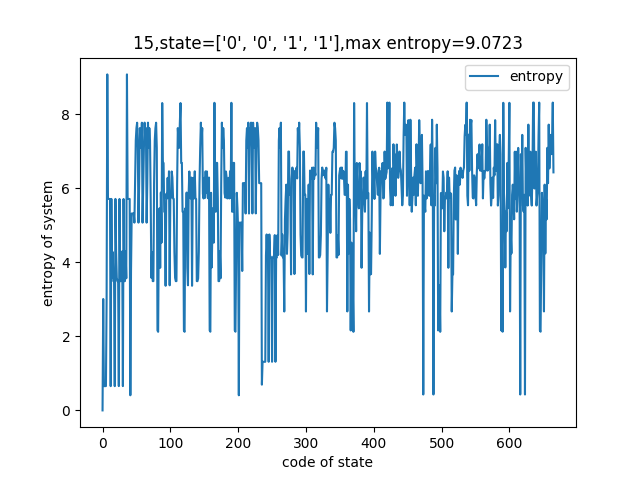 15,state=['0', '0', '1', '1'],max entropy=9.0723
entropy
8
6
4
2
0
entropy of system
0 100 200 300 400 500 600
code of state